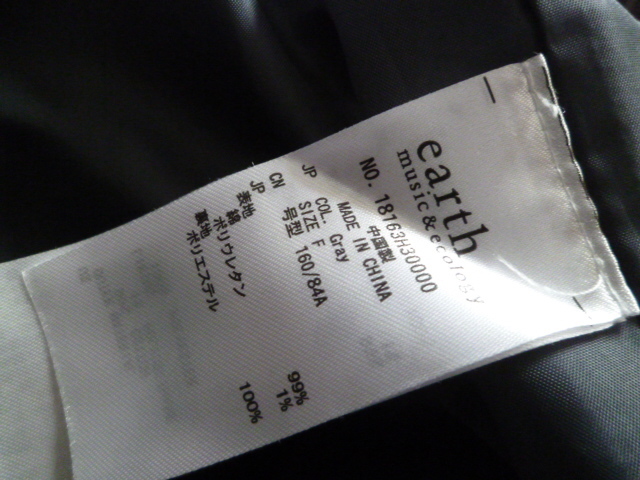 earth
music&ecology
NO. 18163H30000
中国製
MADE IN CHINA
COL. Gray
JP SIZE F
CN 号型 160/84A
JP
表地
綿 99%
ポリウレタン 1%
裏地
ポリエステル 100%